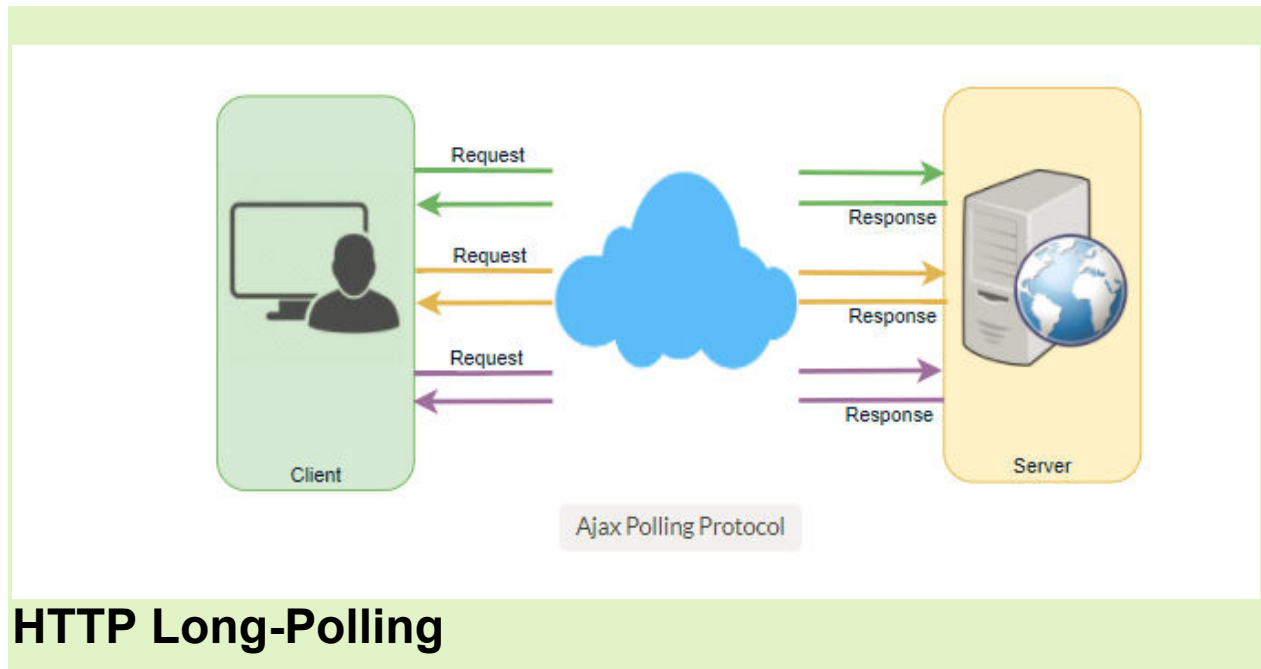 Request
Response
Request
Response
Request
Response
Client
Server
Ajax Polling Protocol
HTTP Long-Polling